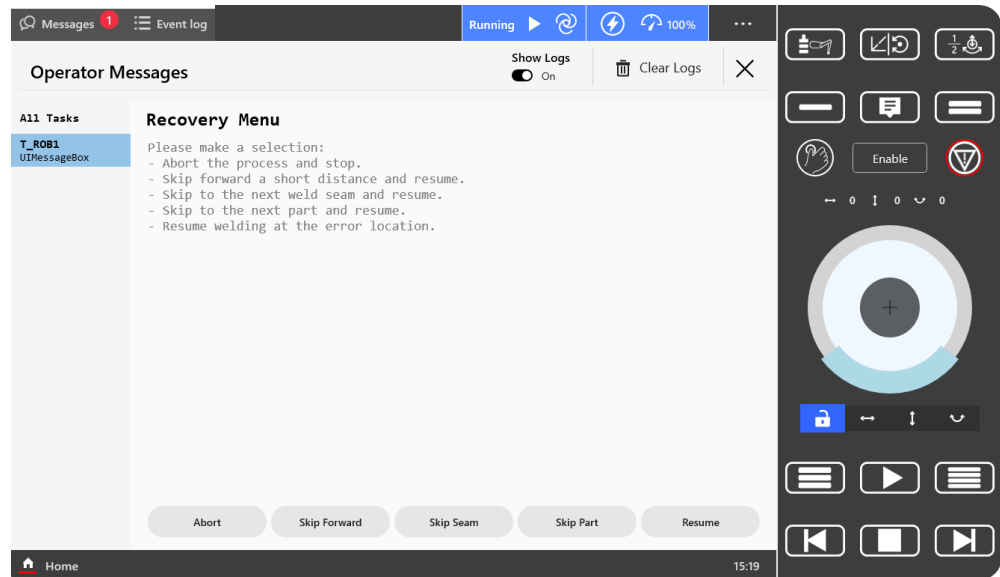 Messages 1 Event log Running 100% ...
Operator Messages Show Logs On Clear Logs
All Tasks
T_ROB1
UIMessageBox
Recovery Menu
Please make a selection:
- Abort the process and stop.
- Skip forward a short distance and resume.
- Skip to the next weld seam and resume.
- Skip to the next part and resume.
- Resume welding at the error location.
Abort Skip Forward Skip Seam Skip Part Resume
Home 15:19
1/2
Enable
0 0 0